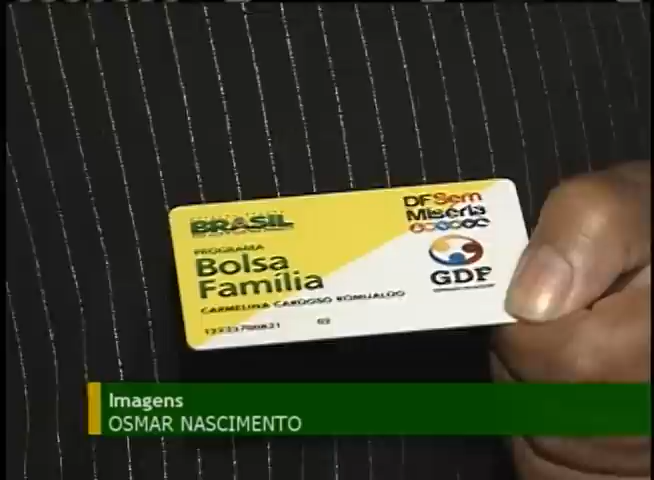 BRASIL
DF Sem
Miséria
PROGRAMA
Bolsa
Família
GDF
CARMELINA CARDOSO ROMUALDO
02
Imagens
OSMAR NASCIMENTO